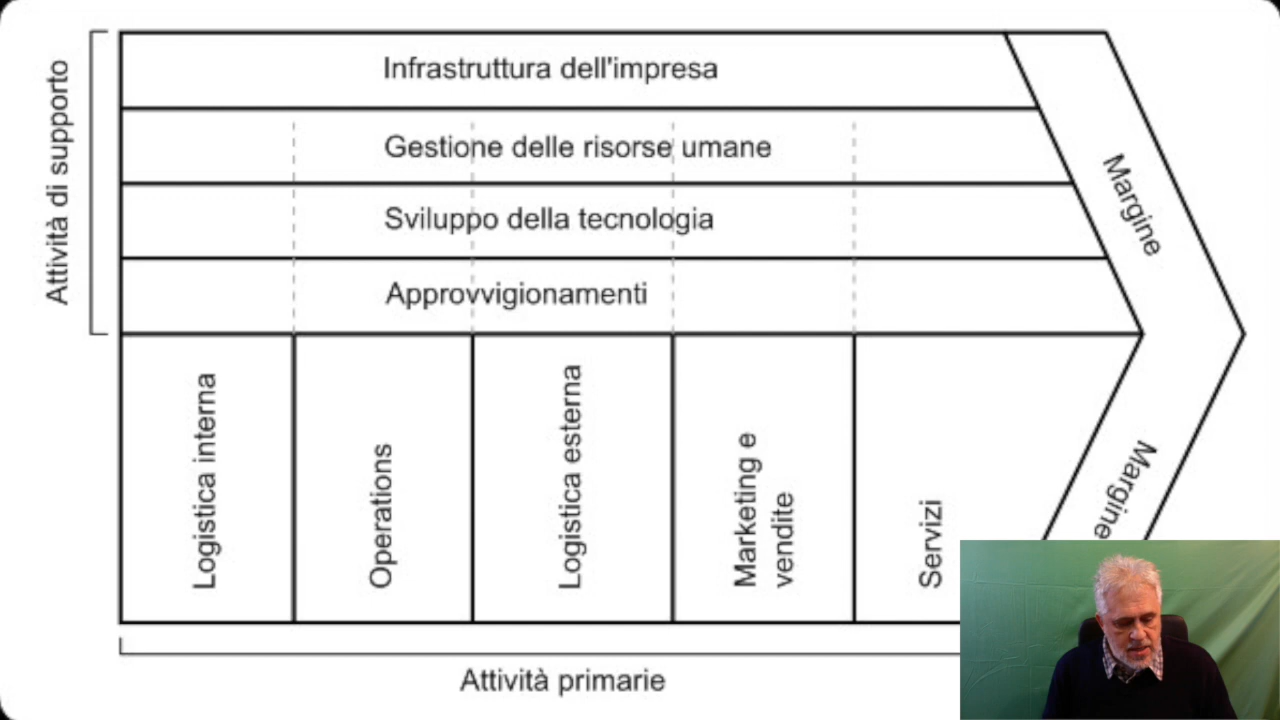 Attività di supporto
Infrastruttura dell'impresa
Gestione delle risorse umane
Sviluppo della tecnologia
Approvvigionamenti
Margine
Logistica interna
Operations
Logistica esterna
Marketing e
vendite
Servizi
Margine
Attività primarie